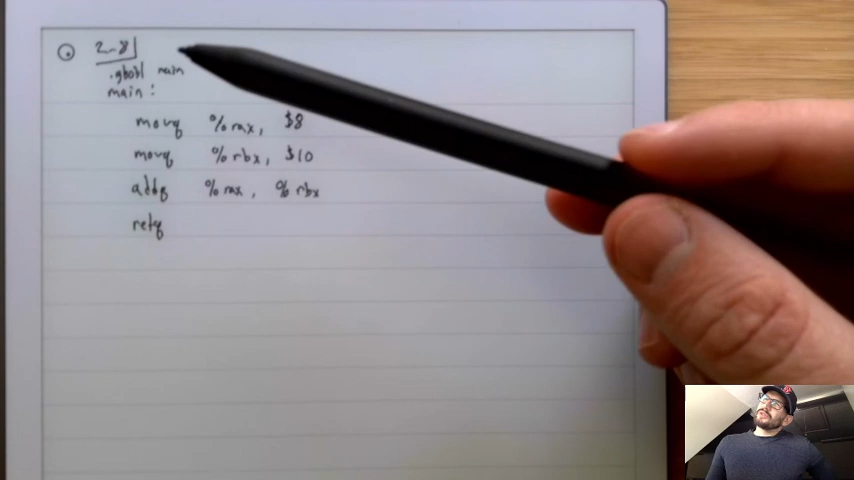 2-8
.globl main
main:
movq %rax, $8
movq %rbx, $10
addq %rax, %rbx
retq